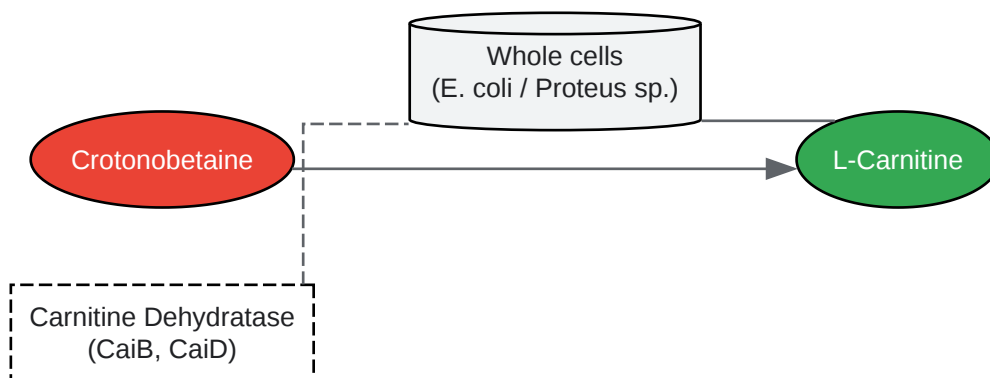 Whole cells
(E. coli / Proteus sp.)
Crotonobetaine
L-Carnitine
Carnitine Dehydratase
(CaiB, CaiD)